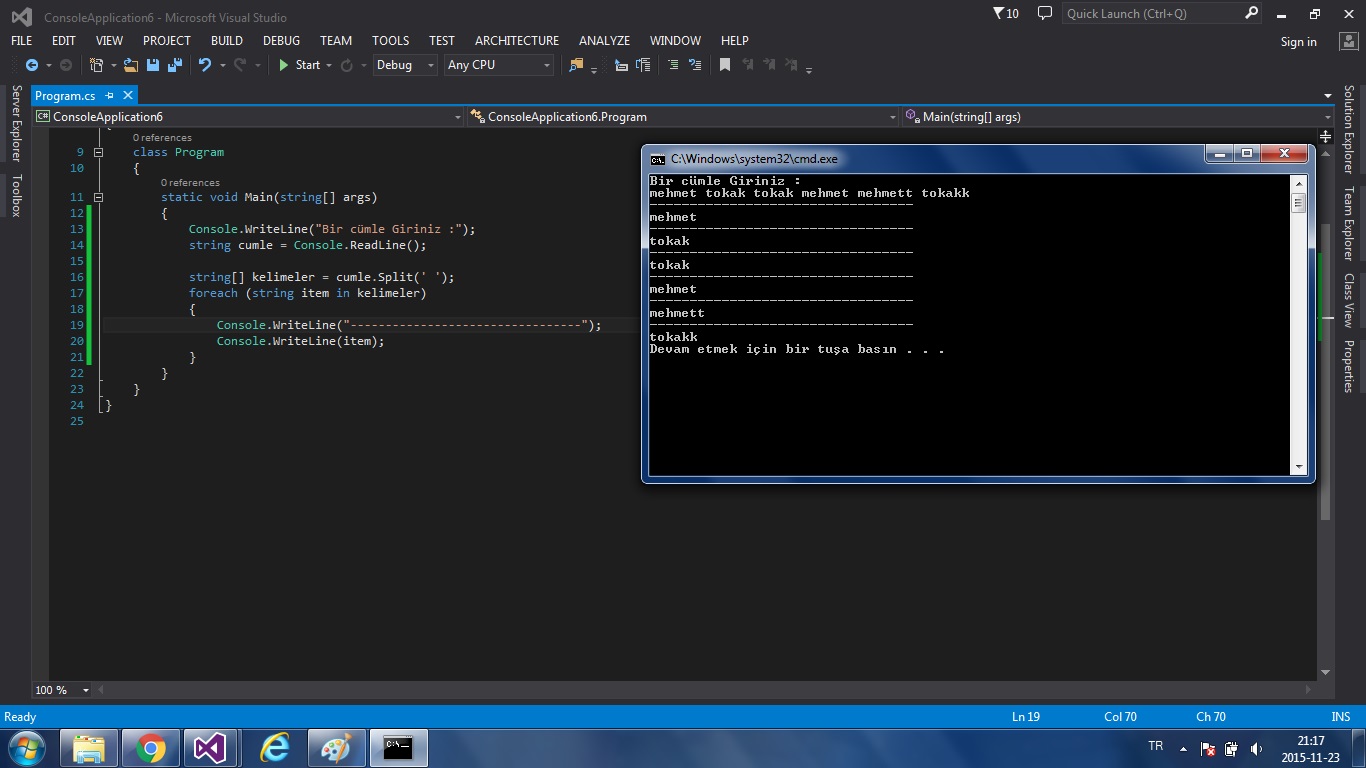 ConsoleApplication6 - Microsoft Visual Studio
10
Quick Launch (Ctrl+Q)
FILE EDIT VIEW PROJECT BUILD DEBUG TEAM TOOLS TEST ARCHITECTURE ANALYZE WINDOW HELP
Sign in
Start Debug Any CPU
Server Explorer
Toolbox
Program.cs
C# ConsoleApplication6
ConsoleApplication6.Program
Main(string[] args)
0 references
9 class Program
10 {
0 references
11 static void Main(string[] args)
12 {
13 Console.WriteLine("Bir cümle Giriniz :");
14 string cumle = Console.ReadLine();
15
16 string[] kelimeler = cumle.Split(' ');
17 foreach (string item in kelimeler)
18 {
19 Console.WriteLine("---------------------------------");
20 Console.WriteLine(item);
21 }
22 }
23 }
24 }
25
C:\Windows\system32\cmd.exe
Bir cümle Giriniz :
mehmet tokak tokak mehmet mehmett tokakk
---------------------------------
mehmet
---------------------------------
tokak
---------------------------------
tokak
---------------------------------
mehmet
---------------------------------
mehmett
---------------------------------
tokakk
Devam etmek için bir tuşa basın . . .
Solution Explorer
Team Explorer
Class View
Properties
100 %
Ready
Ln 19 Col 70 Ch 70 INS
C:\.
TR
21:17
2015-11-23